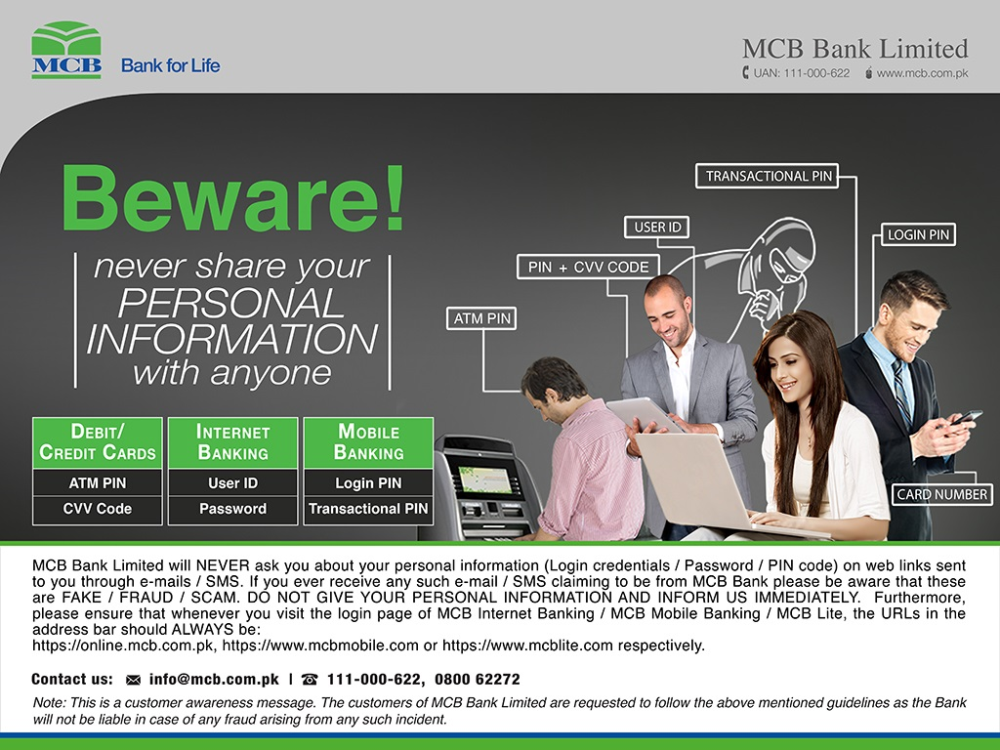 MCB Bank for Life
MCB Bank Limited
UAN: 111-000-622 www.mcb.com.pk
Beware!
never share your
PERSONAL
INFORMATION
with anyone
TRANSACTIONAL PIN
USER ID
LOGIN PIN
PIN + CVV CODE
ATM PIN
CARD NUMBER
DEBIT/
CREDIT CARDS
ATM PIN
CVV Code
INTERNET
BANKING
User ID
Password
MOBILE
BANKING
Login PIN
Transactional PIN
MCB Bank Limited will NEVER ask you about your personal information (Login credentials / Password / PIN code) on web links sent
to you through e-mails / SMS. If you ever receive any such e-mail / SMS claiming to be from MCB Bank please be aware that these
are FAKE / FRAUD / SCAM. DO NOT GIVE YOUR PERSONAL INFORMATION AND INFORM US IMMEDIATELY. Furthermore,
please ensure that whenever you visit the login page of MCB Internet Banking / MCB Mobile Banking / MCB Lite, the URLs in the
address bar should ALWAYS be:
https://online.mcb.com.pk, https://www.mcbmobile.com or https://www.mcblite.com respectively.
Contact us: info@mcb.com.pk | 111-000-622, 0800 62272
Note: This is a customer awareness message. The customers of MCB Bank Limited are requested to follow the above mentioned guidelines as the Bank
will not be liable in case of any fraud arising from any such incident.